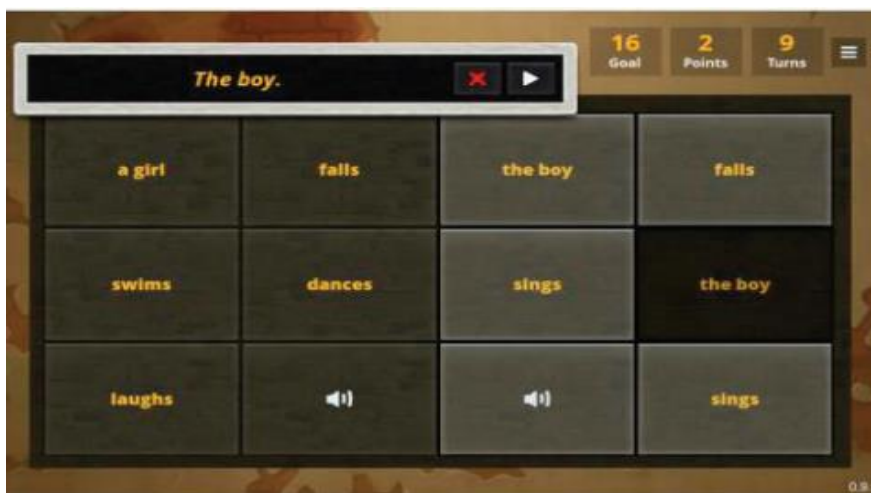 16 2 9
Goal Points Turns
The boy.
a girl falls the boy falls
swims dances sings the boy
laughs sings
0.9.